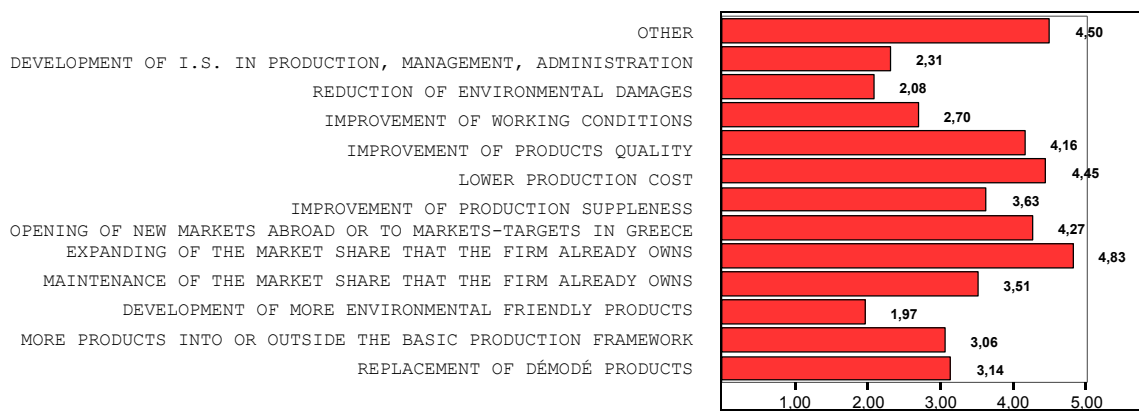 OTHER 4,50
DEVELOPMENT OF I.S. IN PRODUCTION, MANAGEMENT, ADMINISTRATION 2,31
REDUCTION OF ENVIRONMENTAL DAMAGES 2,08
IMPROVEMENT OF WORKING CONDITIONS 2,70
IMPROVEMENT OF PRODUCTS QUALITY 4,16
LOWER PRODUCTION COST 4,45
IMPROVEMENT OF PRODUCTION SUPPLENESS 3,63
OPENING OF NEW MARKETS ABROAD OR TO MARKETS-TARGETS IN GREECE 4,27
EXPANDING OF THE MARKET SHARE THAT THE FIRM ALREADY OWNS 4,83
MAINTENANCE OF THE MARKET SHARE THAT THE FIRM ALREADY OWNS 3,51
DEVELOPMENT OF MORE ENVIRONMENTAL FRIENDLY PRODUCTS 1,97
MORE PRODUCTS INTO OR OUTSIDE THE BASIC PRODUCTION FRAMEWORK 3,06
REPLACEMENT OF DÉMODÉ PRODUCTS 3,14
1,00 2,00 3,00 4,00 5,00